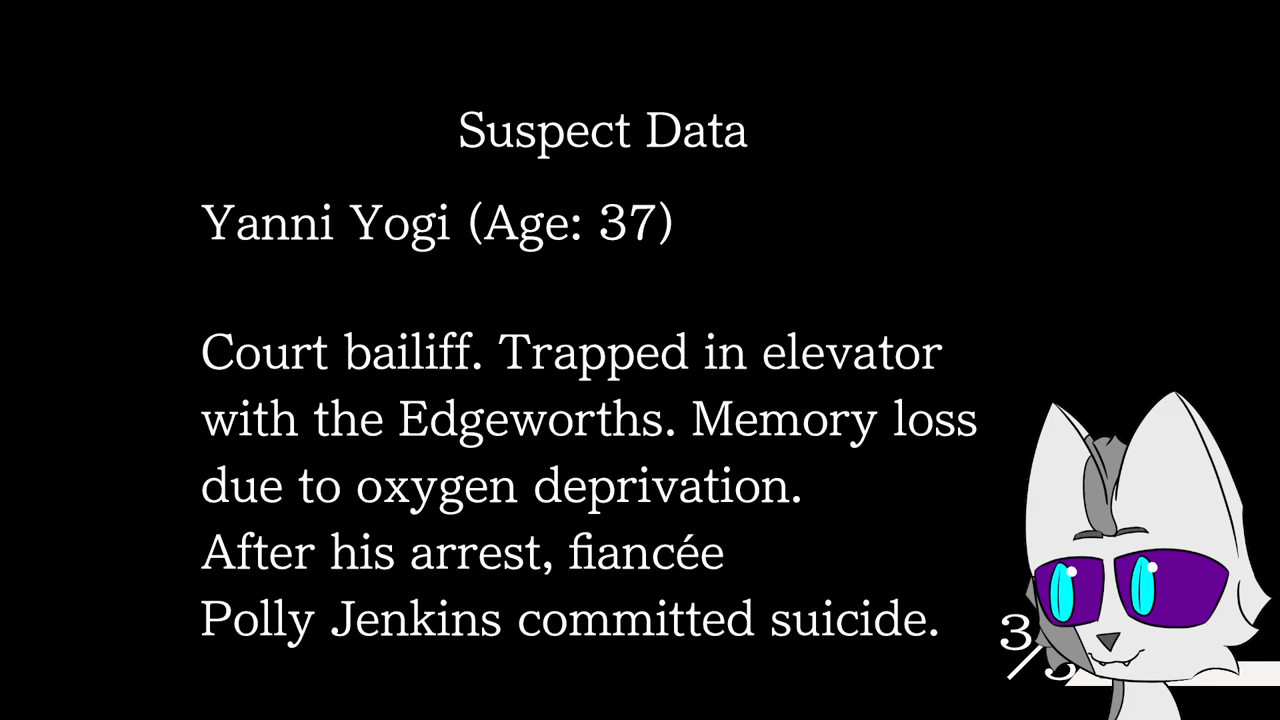 Suspect Data
Yanni Yogi (Age: 37)
Court bailiff. Trapped in elevator
with the Edgeworths. Memory loss
due to oxygen deprivation.
After his arrest, fiancée
Polly Jenkins committed suicide.
3/